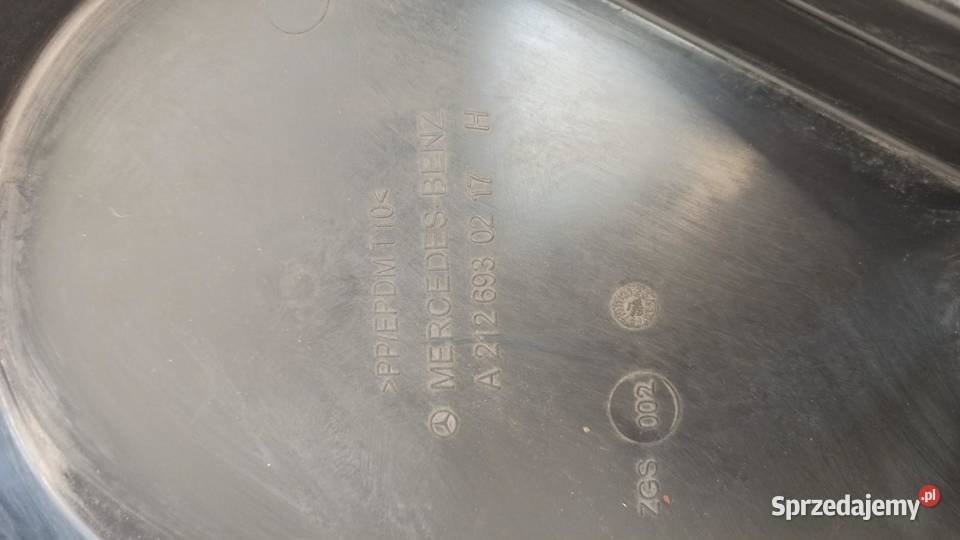 >PP/EPDM T10<
MERCEDES-BENZ
A 212 693 02 17 H
ZGS 002
Sprzedajemy.pl